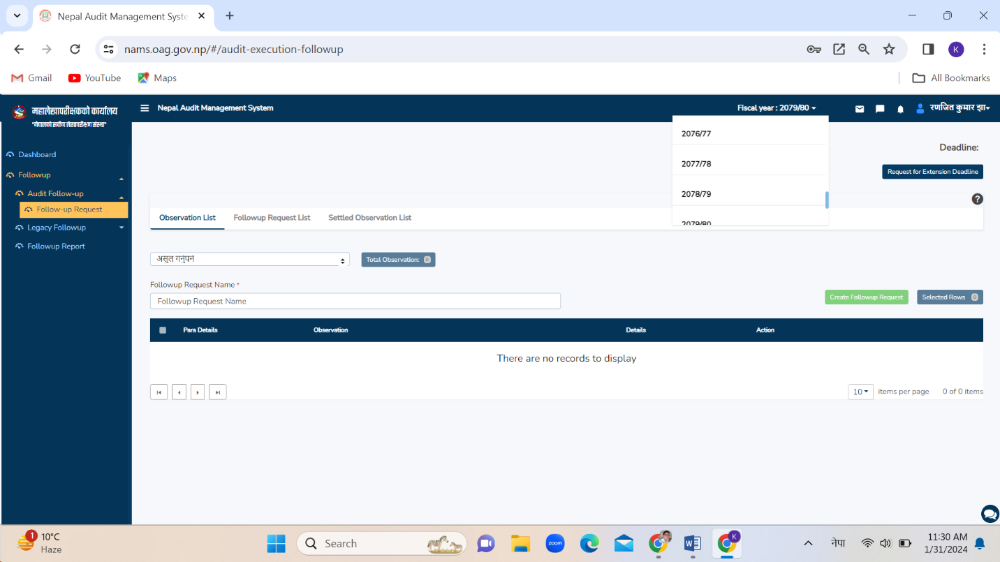 Nepal Audit Management Syste
nams.oag.gov.np/#/audit-execution-followup
K
Gmail
YouTube
Maps
All Bookmarks
महालेखापरीक्षकको कार्यालय
"नेपालको सर्वोच्च लेखापरीक्षण संस्था"
Nepal Audit Management System
Fiscal year : 2079/80
रणजित कुमार झा
2076/77
2077/78
2078/79
2079/80
Deadline:
Request for Extension Deadline
?
Dashboard
Followup
Audit Follow-up
Follow-up Request
Legacy Followup
Followup Report
Observation List
Followup Request List
Settled Observation List
असुल गर्नुपर्ने
Total Observation: 0
Followup Request Name *
Followup Request Name
Create Followup Request
Selected Rows 0
Para Details
Observation
Details
Action
There are no records to display
10
items per page
0 of 0 items
1
10°C
Haze
Search
zoom
W
K
नेपा
11:30 AM
1/31/2024